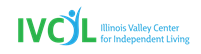 IVCIL
Illinois Valley Center
for Independent Living